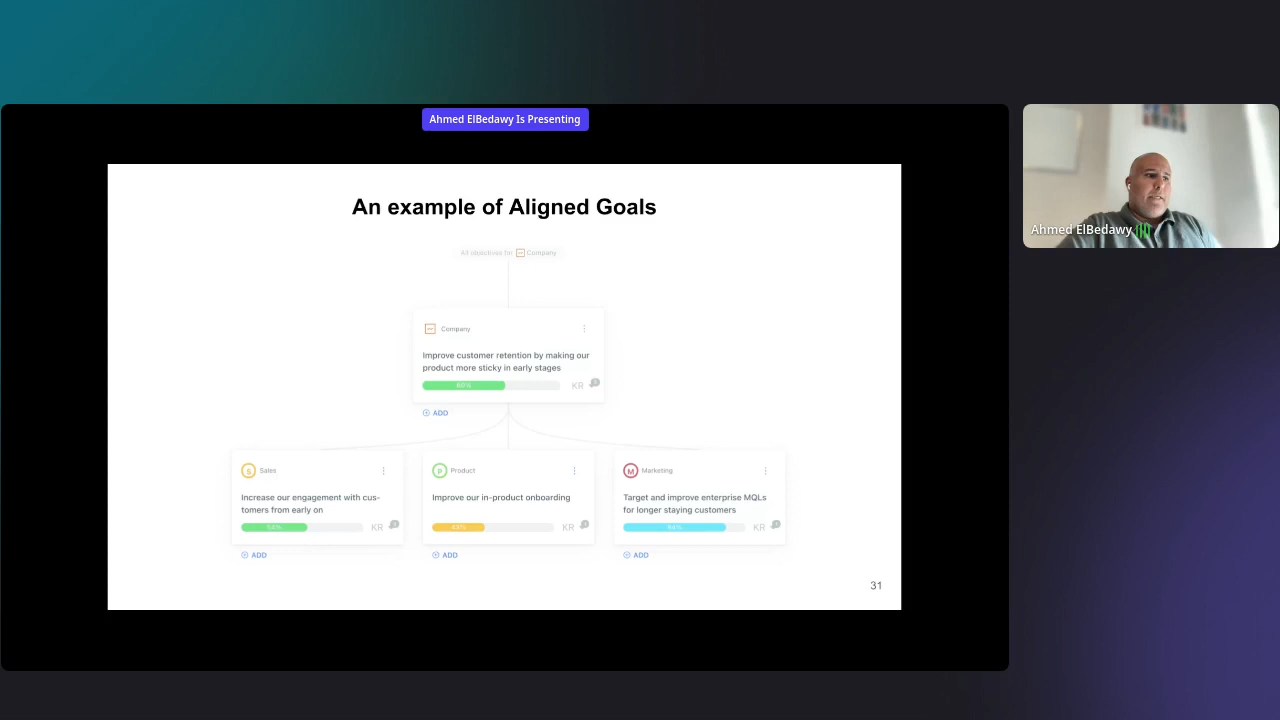 Ahmed ElBedawy Is Presenting
An example of Aligned Goals
All objectives for Company
Company
Improve customer retention by making our
product more sticky in early stages
60%
KR
ADD
S Sales
P Product
M Marketing
Increase our engagement with cus-
tomers from early on
Improve our in-product onboarding
Target and improve enterprise MQLs
for longer staying customers
KR
KR
KR
ADD
ADD
ADD
31
Ahmed ElBedawy